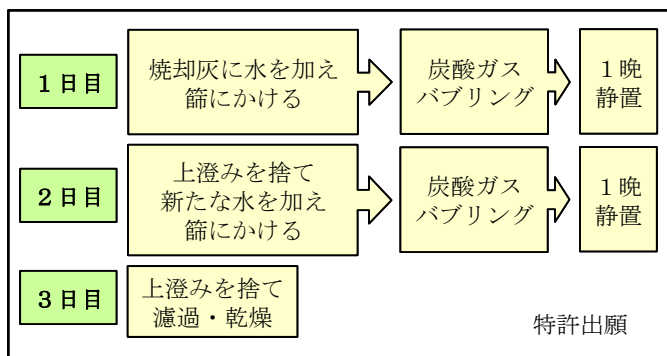 1日目
焼却灰に水を加え
篩にかける
炭酸ガス
バブリング
1晩
静置
2日目
上澄みを捨て
新たな水を加え
篩にかける
炭酸ガス
バブリング
1晩
静置
3日目
上澄みを捨て
濾過・乾燥
特許出願